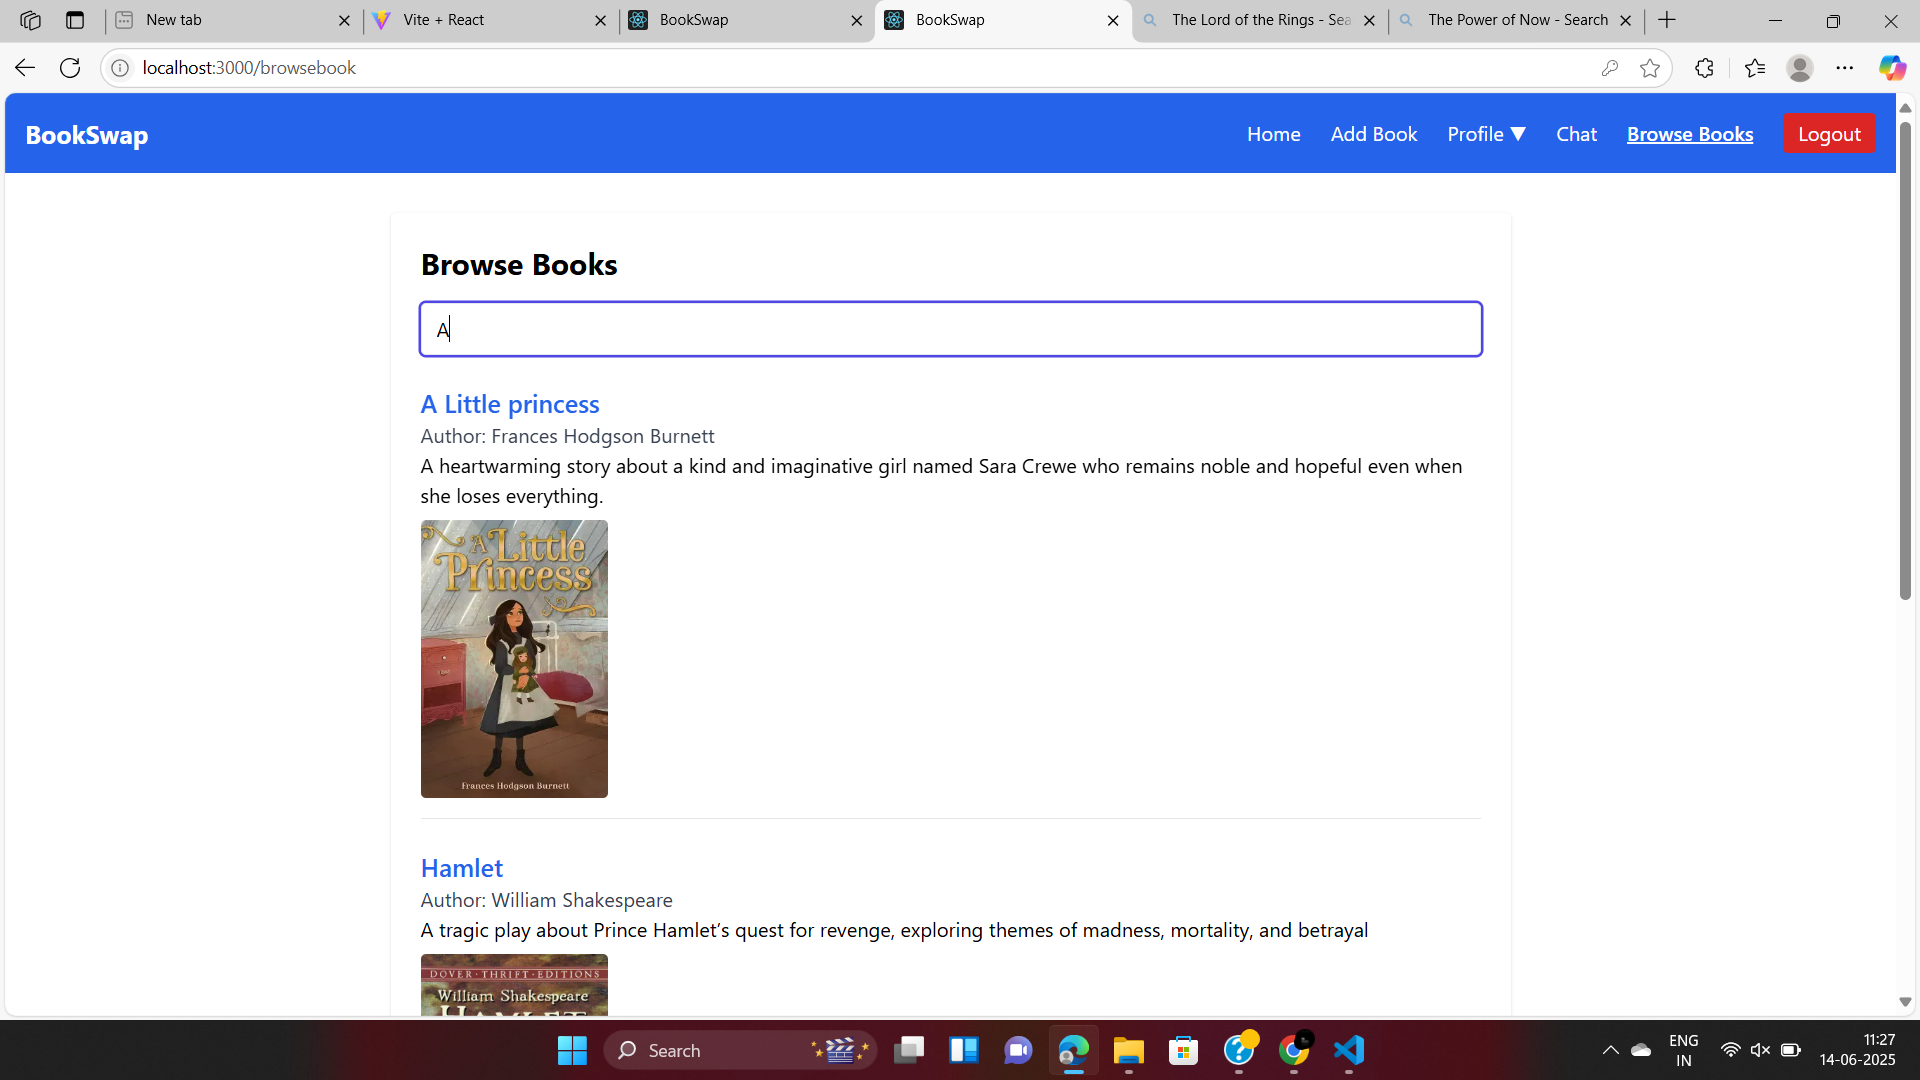 New tab
Vite + React
BookSwap
BookSwap
The Lord of the Rings - Sea
The Power of Now - Search
localhost:3000/browsebook
BookSwap
Home
Add Book
Profile ▼
Chat
Browse Books
Logout
Browse Books
A
A Little princess
Author: Frances Hodgson Burnett
A heartwarming story about a kind and imaginative girl named Sara Crewe who remains noble and hopeful even when
she loses everything.
A Little
Princess
Frances Hodgson Burnett
Hamlet
Author: William Shakespeare
A tragic play about Prince Hamlet’s quest for revenge, exploring themes of madness, mortality, and betrayal
DOVER · THRIFT · EDITIONS
William Shakespeare
HAMLET
Search
ENG
IN
11:27
14-06-2025